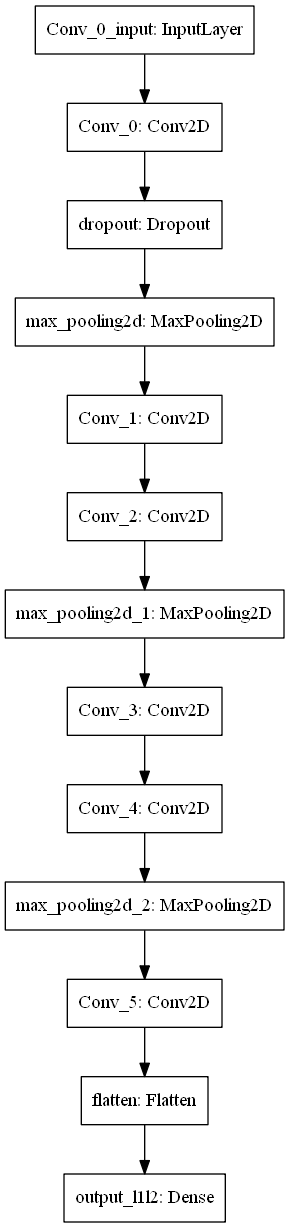 Conv_0_input: InputLayer
Conv_0: Conv2D
dropout: Dropout
max_pooling2d: MaxPooling2D
Conv_1: Conv2D
Conv_2: Conv2D
max_pooling2d_1: MaxPooling2D
Conv_3: Conv2D
Conv_4: Conv2D
max_pooling2d_2: MaxPooling2D
Conv_5: Conv2D
flatten: Flatten
output_l1l2: Dense